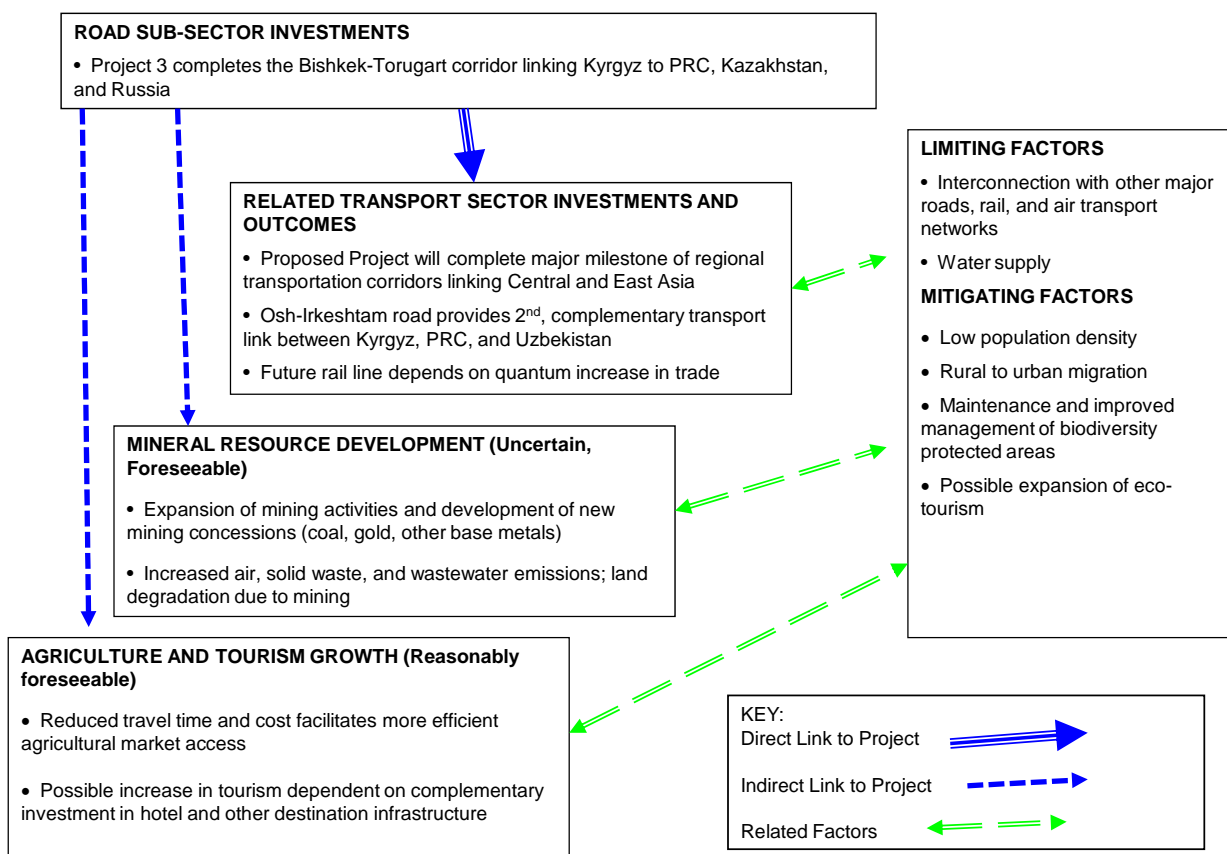 ROAD SUB-SECTOR INVESTMENTS
• Project 3 completes the Bishkek-Torugart corridor linking Kyrgyz to PRC, Kazakhstan,
and Russia
RELATED TRANSPORT SECTOR INVESTMENTS AND
OUTCOMES
• Proposed Project will complete major milestone of regional
transportation corridors linking Central and East Asia
• Osh-Irkeshtam road provides 2nd, complementary transport
link between Kyrgyz, PRC, and Uzbekistan
• Future rail line depends on quantum increase in trade
MINERAL RESOURCE DEVELOPMENT (Uncertain,
Foreseeable)
• Expansion of mining activities and development of new
mining concessions (coal, gold, other base metals)
• Increased air, solid waste, and wastewater emissions; land
degradation due to mining
AGRICULTURE AND TOURISM GROWTH (Reasonably
foreseeable)
• Reduced travel time and cost facilitates more efficient
agricultural market access
• Possible increase in tourism dependent on complementary
investment in hotel and other destination infrastructure
LIMITING FACTORS
• Interconnection with other major
roads, rail, and air transport
networks
• Water supply
MITIGATING FACTORS
• Low population density
• Rural to urban migration
• Maintenance and improved
management of biodiversity
protected areas
• Possible expansion of eco-
tourism
KEY:
Direct Link to Project
Indirect Link to Project
Related Factors